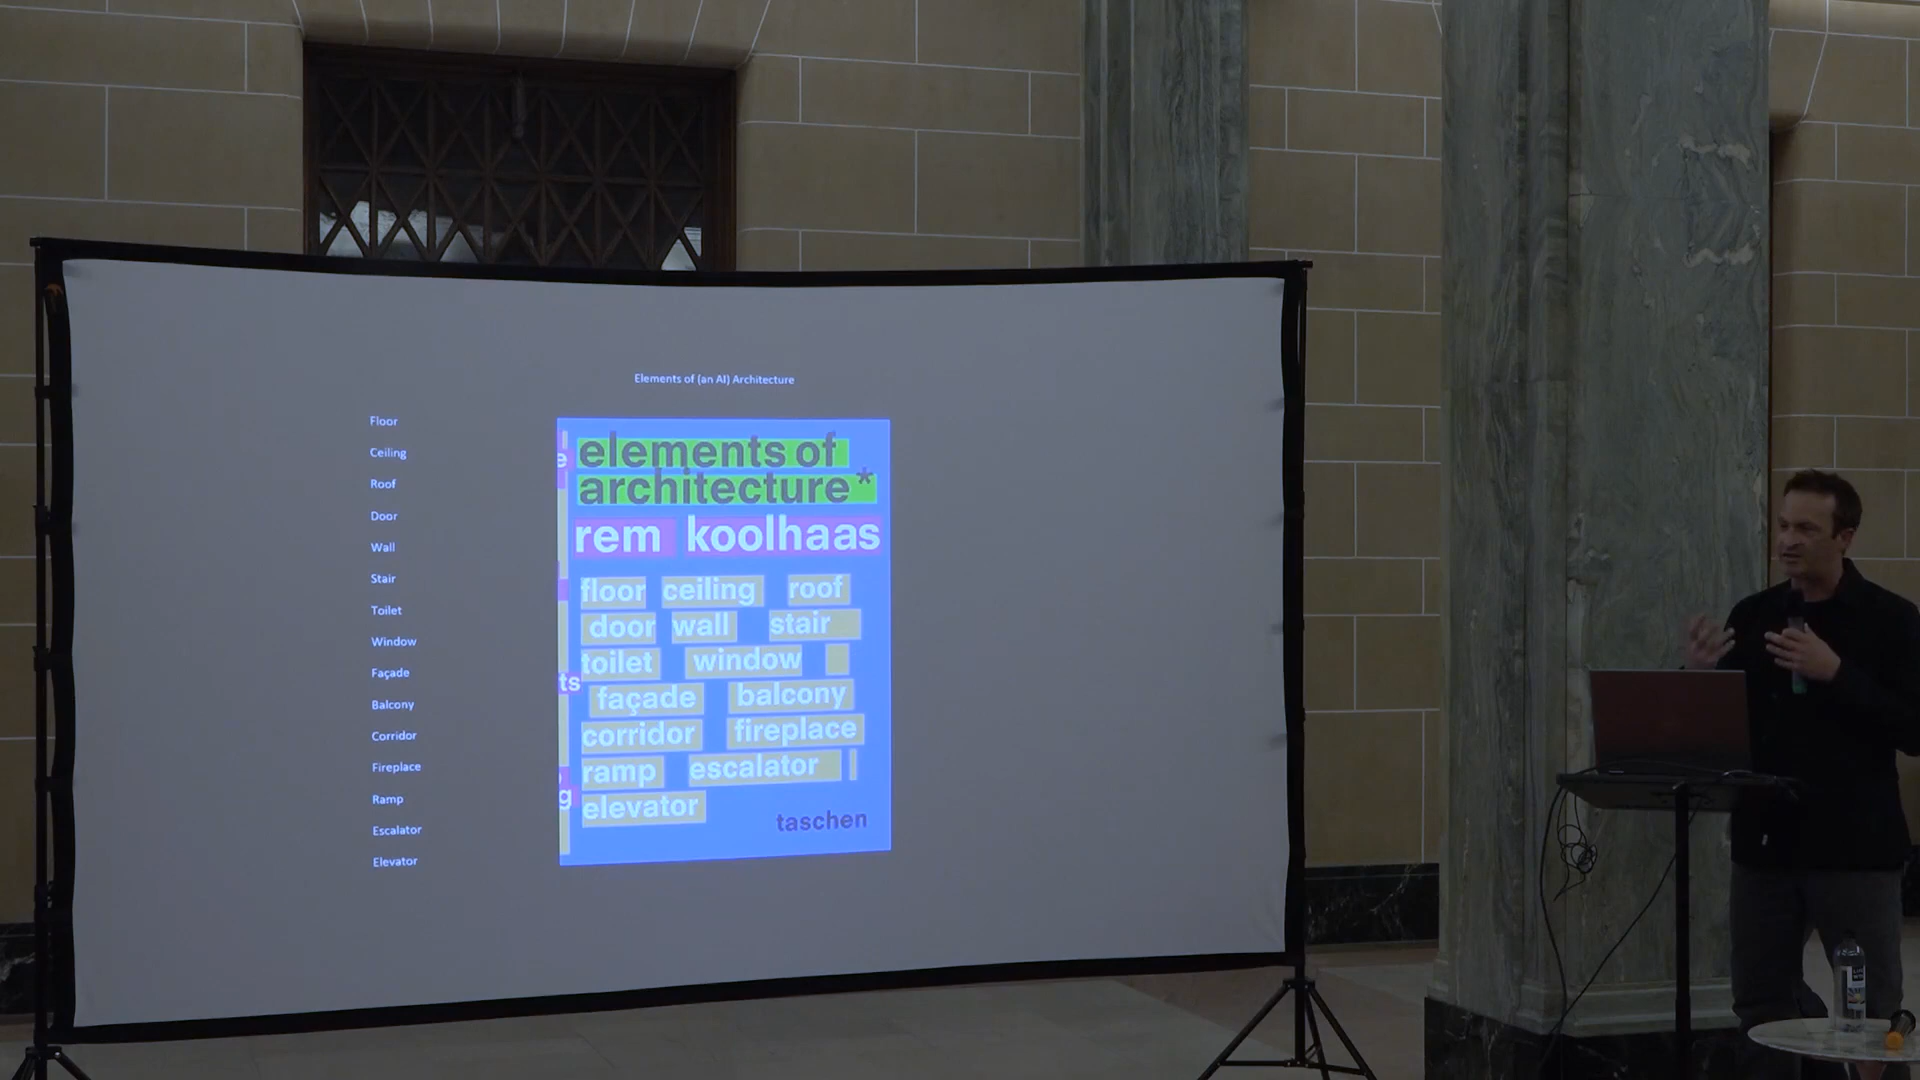 Elements of (an AI) Architecture
Floor
Ceiling
Roof
Door
Wall
Stair
Toilet
Window
Façade
Balcony
Corridor
Fireplace
Ramp
Escalator
Elevator
elements of
architecture*
rem koolhaas
floor ceiling roof
door wall stair
toilet window
façade balcony
corridor fireplace
ramp escalator
elevator
taschen
e
ts
g